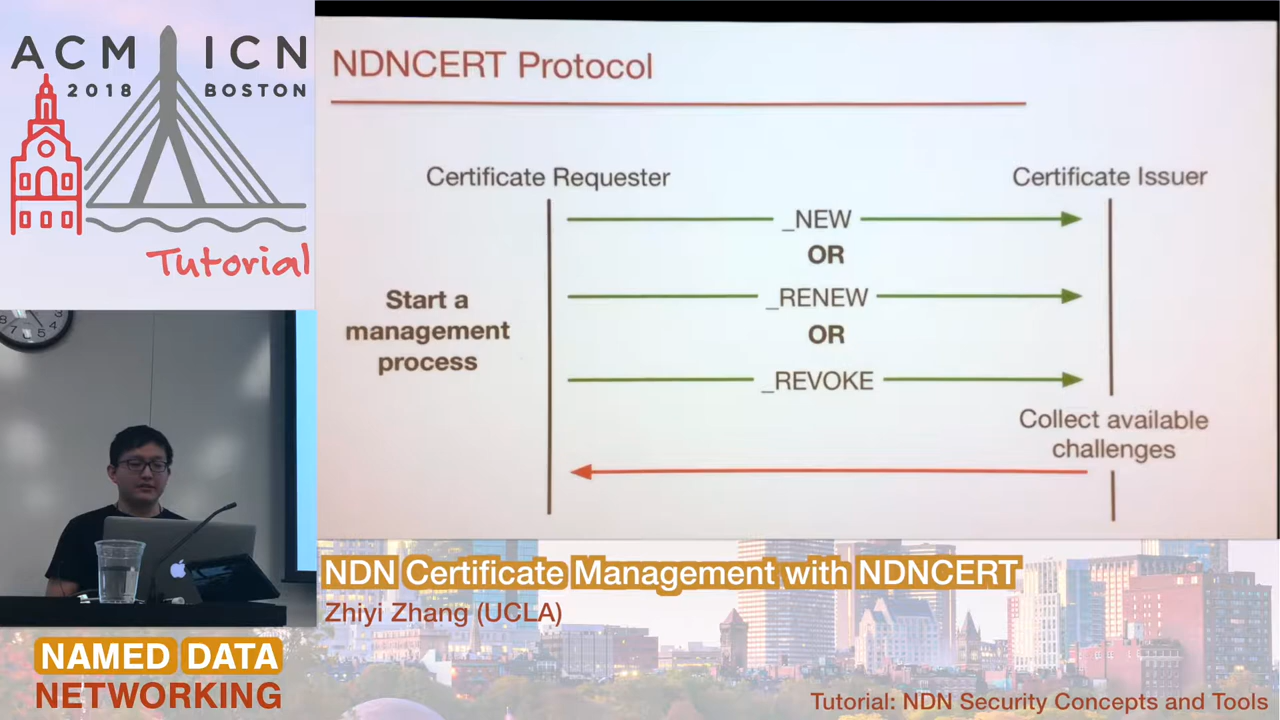 ACM ICN
2018 BOSTON
Tutorial
NDNCERT Protocol
Certificate Requester
Certificate Issuer
_NEW
OR
Start a
management
process
_RENEW
OR
_REVOKE
Collect available
challenges
NDN Certificate Management with NDNCERT
Zhiyi Zhang (UCLA)
NAMED DATA
NETWORKING
Tutorial: NDN Security Concepts and Tools